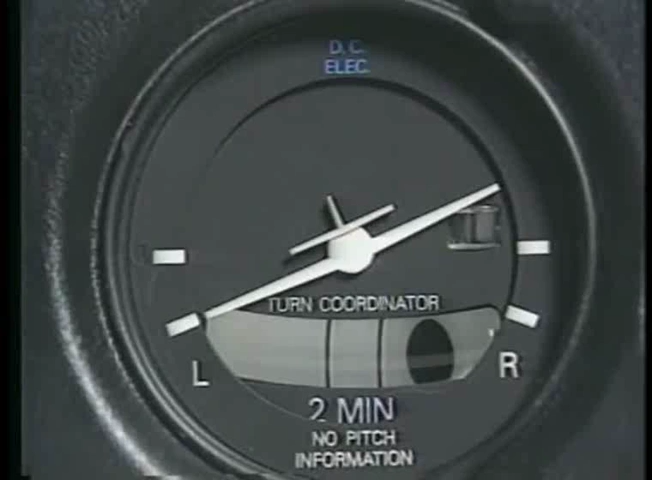 D.C.
ELEC.
TURN COORDINATOR
L R
2 MIN
NO PITCH
INFORMATION